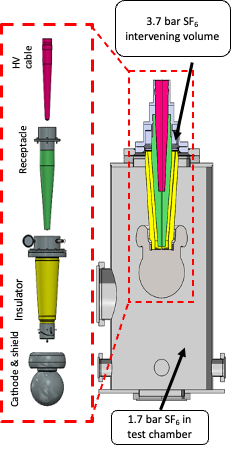 3.7 bar SF₆
intervening volume
HV
cable
Receptacle
Insulator
Cathode & shield
1.7 bar SF₆ in
test chamber